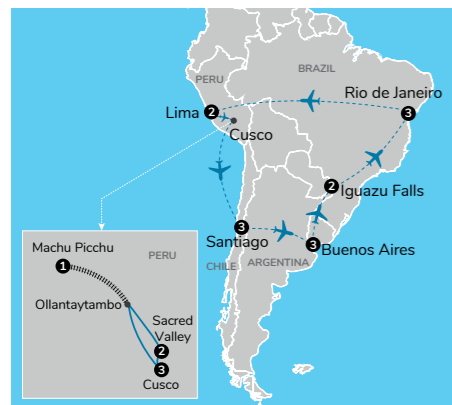 BRAZIL
PERU
Rio de Janeiro
3
Lima
2
Cusco
2
Iguazu Falls
3
Santiago
3
Buenos Aires
CHILE
ARGENTINA
Machu Picchu
PERU
1
Ollantaytambo
Sacred
Valley
2
3
Cusco